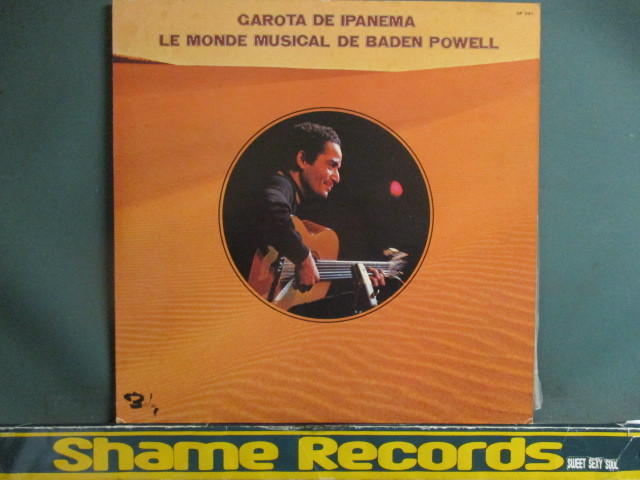 GAROTA DE IPANEMA
LE MONDE MUSICAL DE BADEN POWELL
Shame Records
SWEET SEXY SOUL